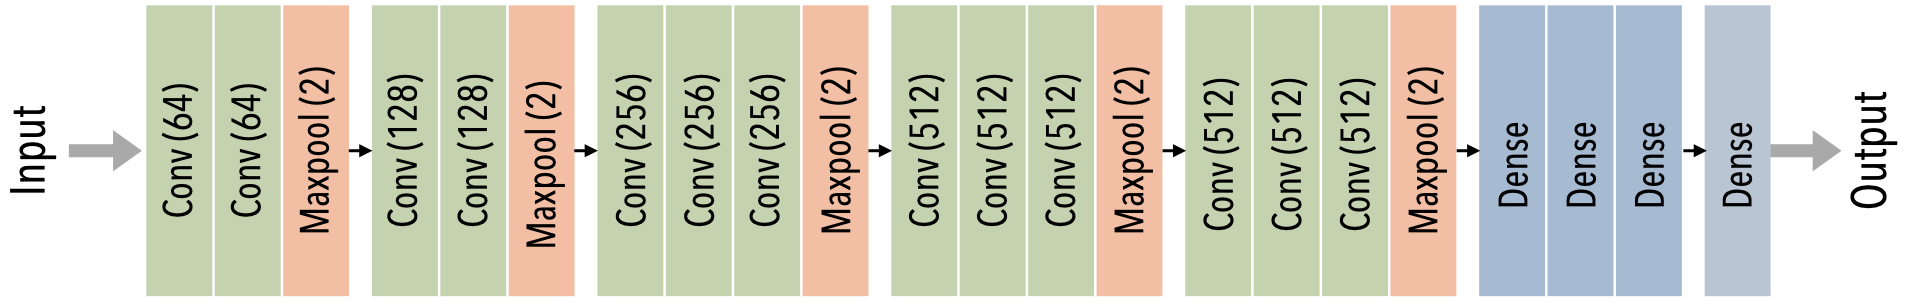 Input
Conv (64)
Conv (64)
Maxpool (2)
Conv (128)
Conv (128)
Maxpool (2)
Conv (256)
Conv (256)
Conv (256)
Maxpool (2)
Conv (512)
Conv (512)
Conv (512)
Maxpool (2)
Conv (512)
Conv (512)
Conv (512)
Maxpool (2)
Dense
Dense
Dense
Dense
Output